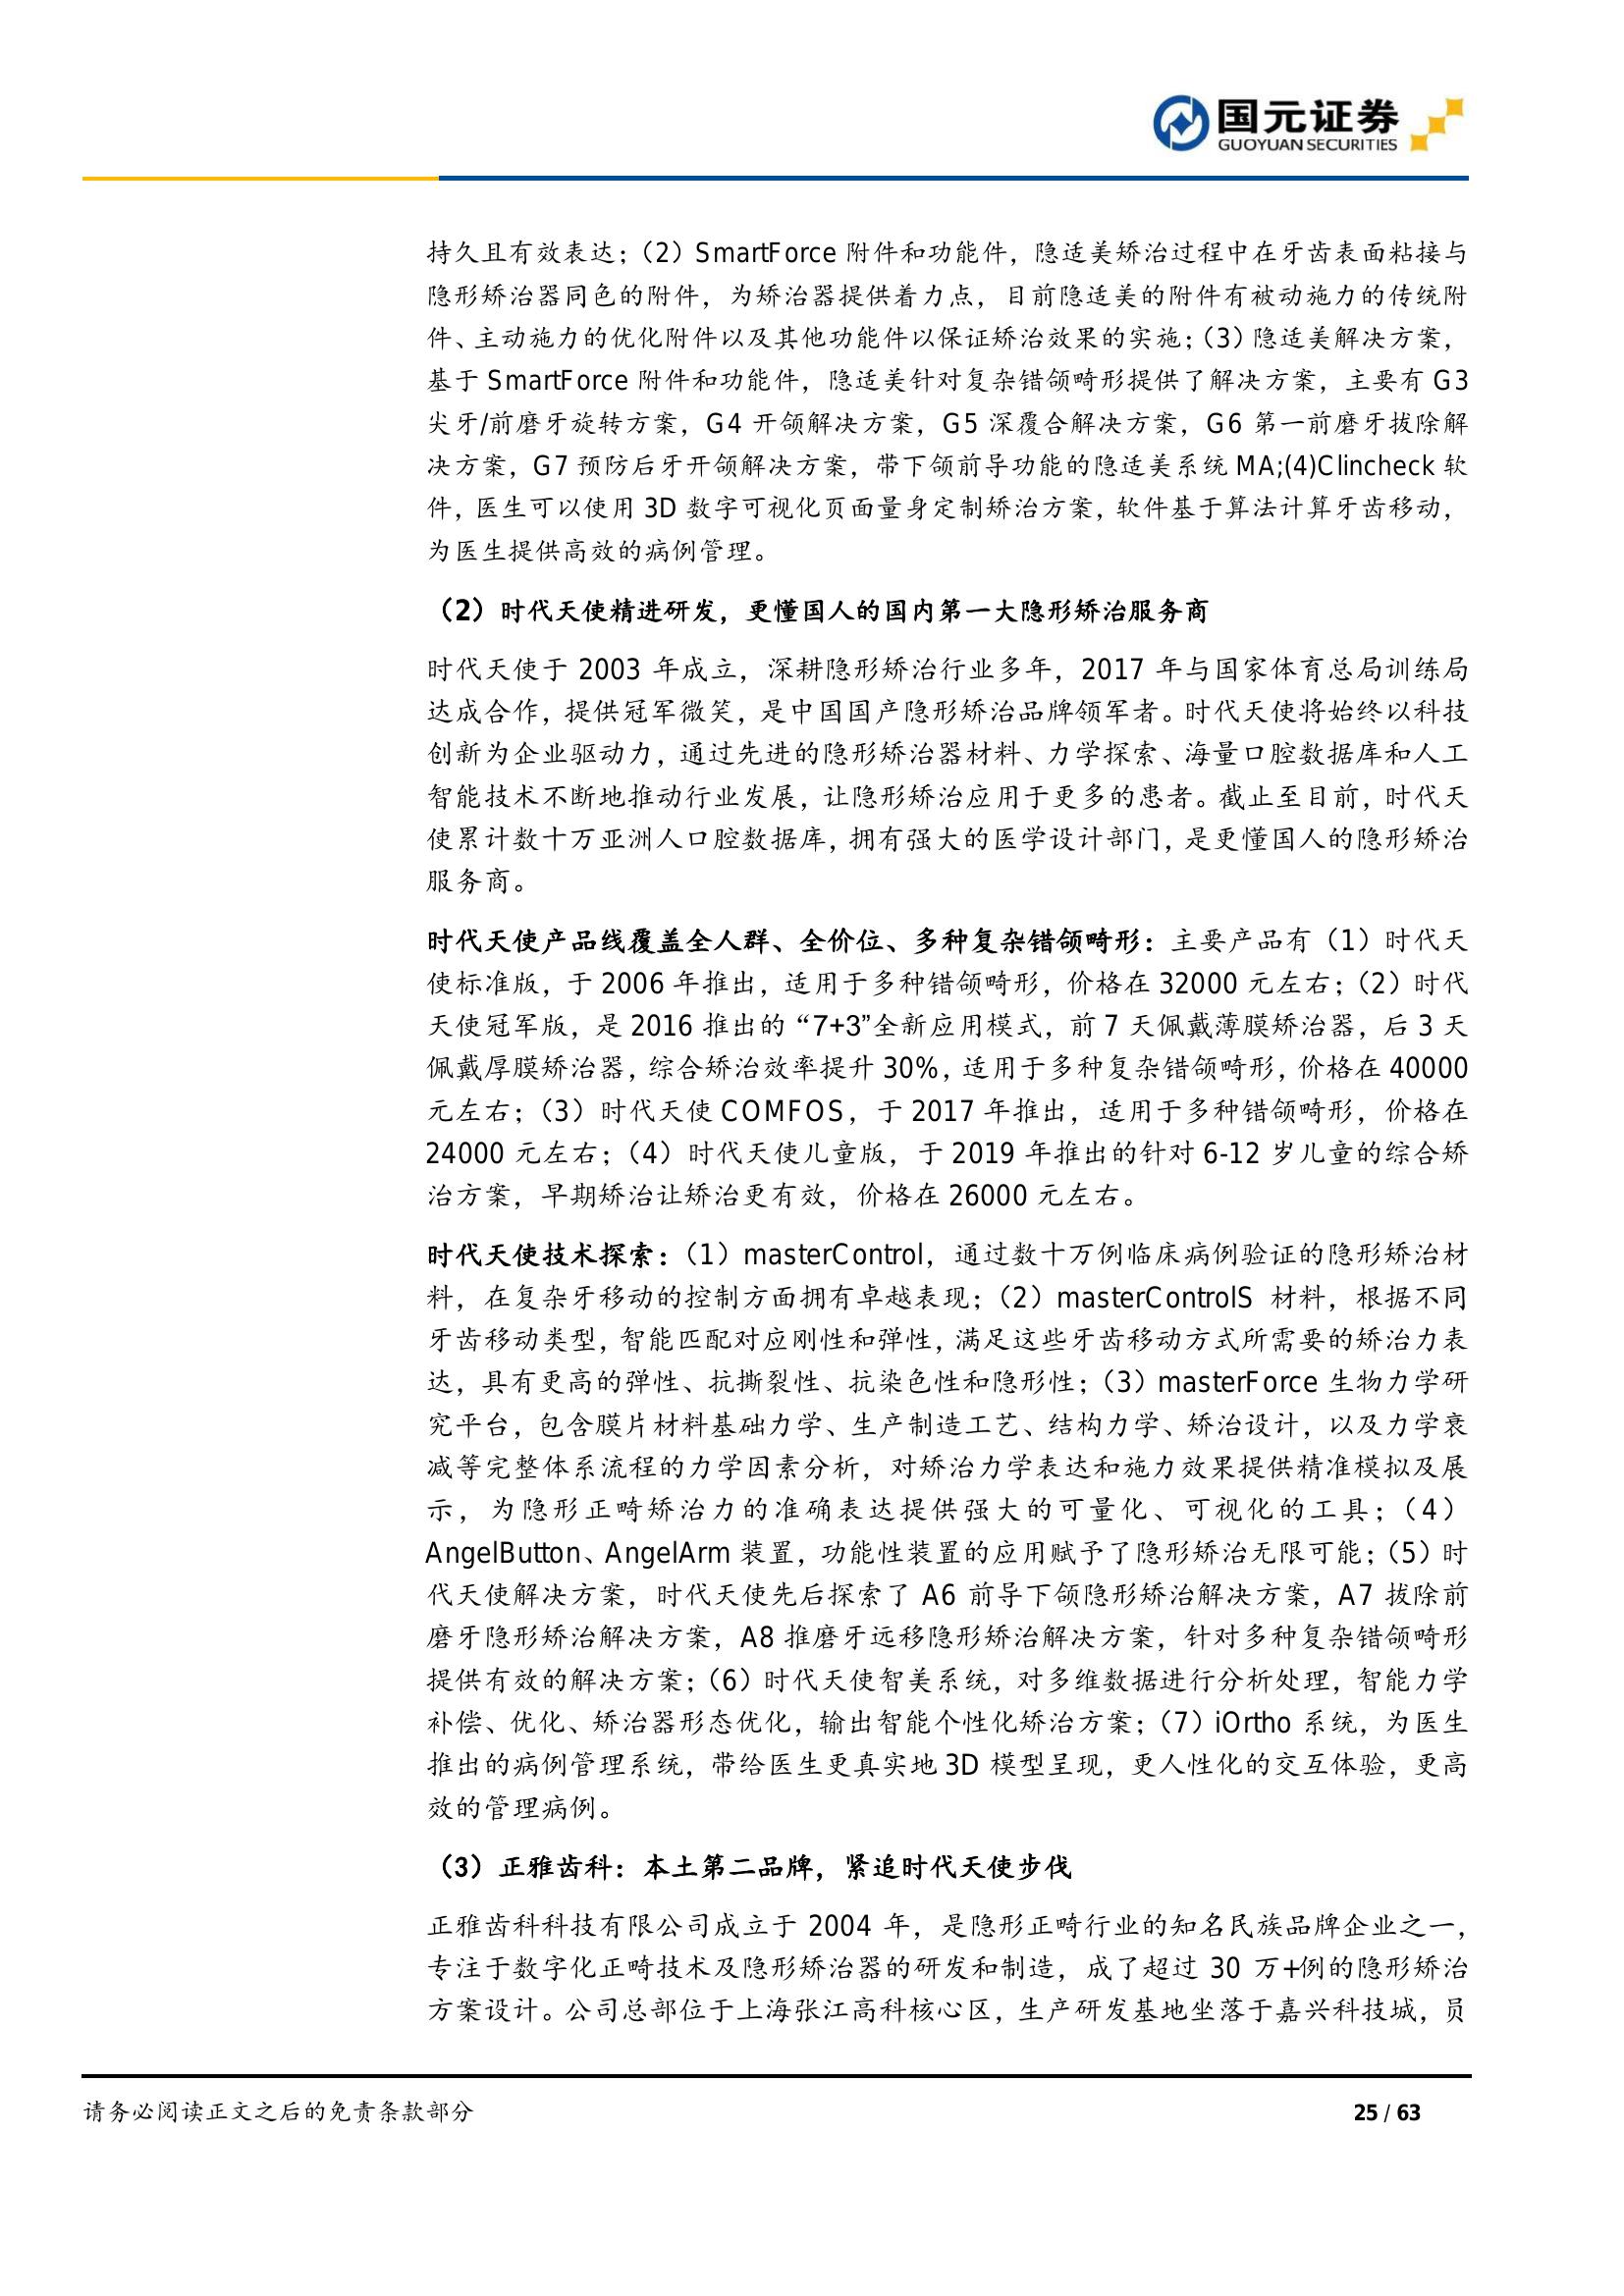 国元证券
GUOYUAN SECURITIES
持久且有效表达；（2）SmartForce 附件和功能件，隐适美矫治过程中在牙齿表面粘接与
隐形矫治器同色的附件，为矫治器提供着力点，目前隐适美的附件有被动施力的传统附
件、主动施力的优化附件以及其他功能件以保证矫治效果的实施；（3）隐适美解决方案，
基于 SmartForce 附件和功能件，隐适美针对复杂错颌畸形提供了解决方案，主要有 G3
尖牙/前磨牙旋转方案，G4 开颌解决方案，G5 深覆合解决方案，G6 第一前磨牙拔除解
决方案，G7 预防后牙开颌解决方案，带下颌前导功能的隐适美系统 MA;(4)Clincheck 软
件，医生可以使用 3D 数字可视化页面量身定制矫治方案，软件基于算法计算牙齿移动，
为医生提供高效的病例管理。
（2）时代天使精进研发，更懂国人的国内第一大隐形矫治服务商
时代天使于 2003 年成立，深耕隐形矫治行业多年，2017 年与国家体育总局训练局
达成合作，提供冠军微笑，是中国国产隐形矫治品牌领军者。时代天使将始终以科技
创新为企业驱动力，通过先进的隐形矫治器材料、力学探索、海量口腔数据库和人工
智能技术不断地推动行业发展，让隐形矫治应用于更多的患者。截止至目前，时代天
使累计数十万亚洲人口腔数据库，拥有强大的医学设计部门，是更懂国人的隐形矫治
服务商。
时代天使产品线覆盖全人群、全价位、多种复杂错颌畸形：主要产品有（1）时代天
使标准版，于 2006 年推出，适用于多种错颌畸形，价格在 32000 元左右；（2）时代
天使冠军版，是 2016 推出的“7+3”全新应用模式，前 7 天佩戴薄膜矫治器，后 3 天
佩戴厚膜矫治器，综合矫治效率提升 30%，适用于多种复杂错颌畸形，价格在 40000
元左右；（3）时代天使 COMFOS，于 2017 年推出，适用于多种错颌畸形，价格在
24000 元左右；（4）时代天使儿童版，于 2019 年推出的针对 6-12 岁儿童的综合矫
治方案，早期矫治让矫治更有效，价格在 26000 元左右。
时代天使技术探索：（1）masterControl，通过数十万例临床病例验证的隐形矫治材
料，在复杂牙移动的控制方面拥有卓越表现；（2）masterControlS 材料，根据不同
牙齿移动类型，智能匹配对应刚性和弹性，满足这些牙齿移动方式所需要的矫治力表
达，具有更高的弹性、抗撕裂性、抗染色性和隐形性；（3）masterForce 生物力学研
究平台，包含膜片材料基础力学、生产制造工艺、结构力学、矫治设计，以及力学衰
减等完整体系流程的力学因素分析，对矫治力学表达和施力效果提供精准模拟及展
示，为隐形正畸矫治力的准确表达提供强大的可量化、可视化的工具；（4）
AngelButton、AngelArm 装置，功能性装置的应用赋予了隐形矫治无限可能；（5）时
代天使解决方案，时代天使先后探索了 A6 前导下颌隐形矫治解决方案，A7 拔除前
磨牙隐形矫治解决方案，A8 推磨牙远移隐形矫治解决方案，针对多种复杂错颌畸形
提供有效的解决方案；（6）时代天使智美系统，对多维数据进行分析处理，智能力学
补偿、优化、矫治器形态优化，输出智能个性化矫治方案；（7）iOrtho 系统，为医生
推出的病例管理系统，带给医生更真实地 3D 模型呈现，更人性化的交互体验，更高
效的管理病例。
（3）正雅齿科：本土第二品牌，紧追时代天使步伐
正雅齿科科技有限公司成立于 2004 年，是隐形正畸行业的知名民族品牌企业之一，
专注于数字化正畸技术及隐形矫治器的研发和制造，成了超过 30 万+例的隐形矫治
方案设计。公司总部位于上海张江高科核心区，生产研发基地坐落于嘉兴科技城，员
请务必阅读正文之后的免责条款部分
25 / 63